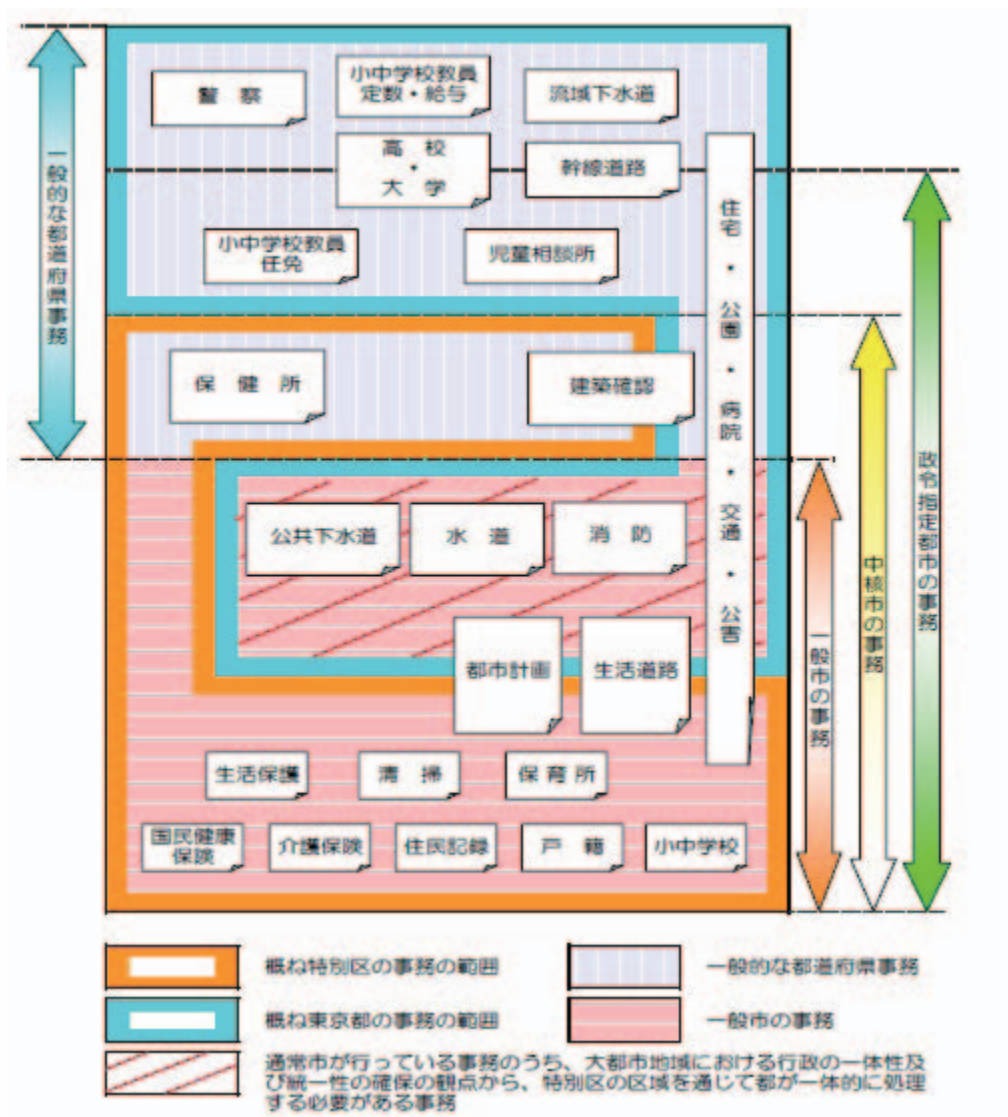 警察
小中学校教員
定数・給与
流域下水道
高校
・
大学
幹線道路
小中学校教員
任免
児童相談所
住宅・公園・病院・交通・公害
一般的な都道府県事務
保健所
建築確認
公共下水道
水道
消防
都市計画
生活道路
生活保護
清掃
保育所
国民健康
保険
介護保険
住民記録
戸籍
小中学校
一般市の事務
中核市の事務
政令指定都市の事務
概ね特別区の事務の範囲
一般的な都道府県事務
概ね東京都の事務の範囲
一般市の事務
通常市が行っている事務のうち、大都市地域における行政の一体性及
び統一性の確保の観点から、特別区の区域を通じて都が一体的に処理
する必要がある事務